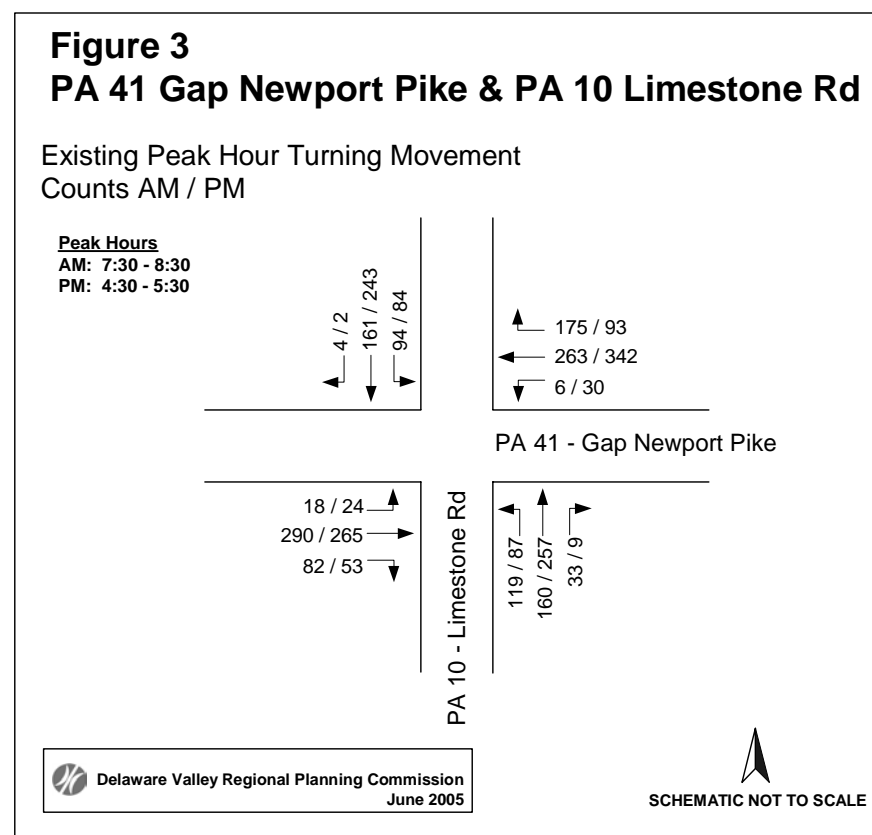 Figure 3
PA 41 Gap Newport Pike & PA 10 Limestone Rd
Existing Peak Hour Turning Movement
Counts AM / PM
Peak Hours
AM: 7:30 - 8:30
PM: 4:30 - 5:30
4 / 2
161 / 243
94 / 84
175 / 93
263 / 342
6 / 30
PA 41 - Gap Newport Pike
18 / 24
290 / 265
82 / 53
PA 10 - Limestone Rd
119 / 87
160 / 257
33 / 9
Delaware Valley Regional Planning Commission
June 2005
SCHEMATIC NOT TO SCALE